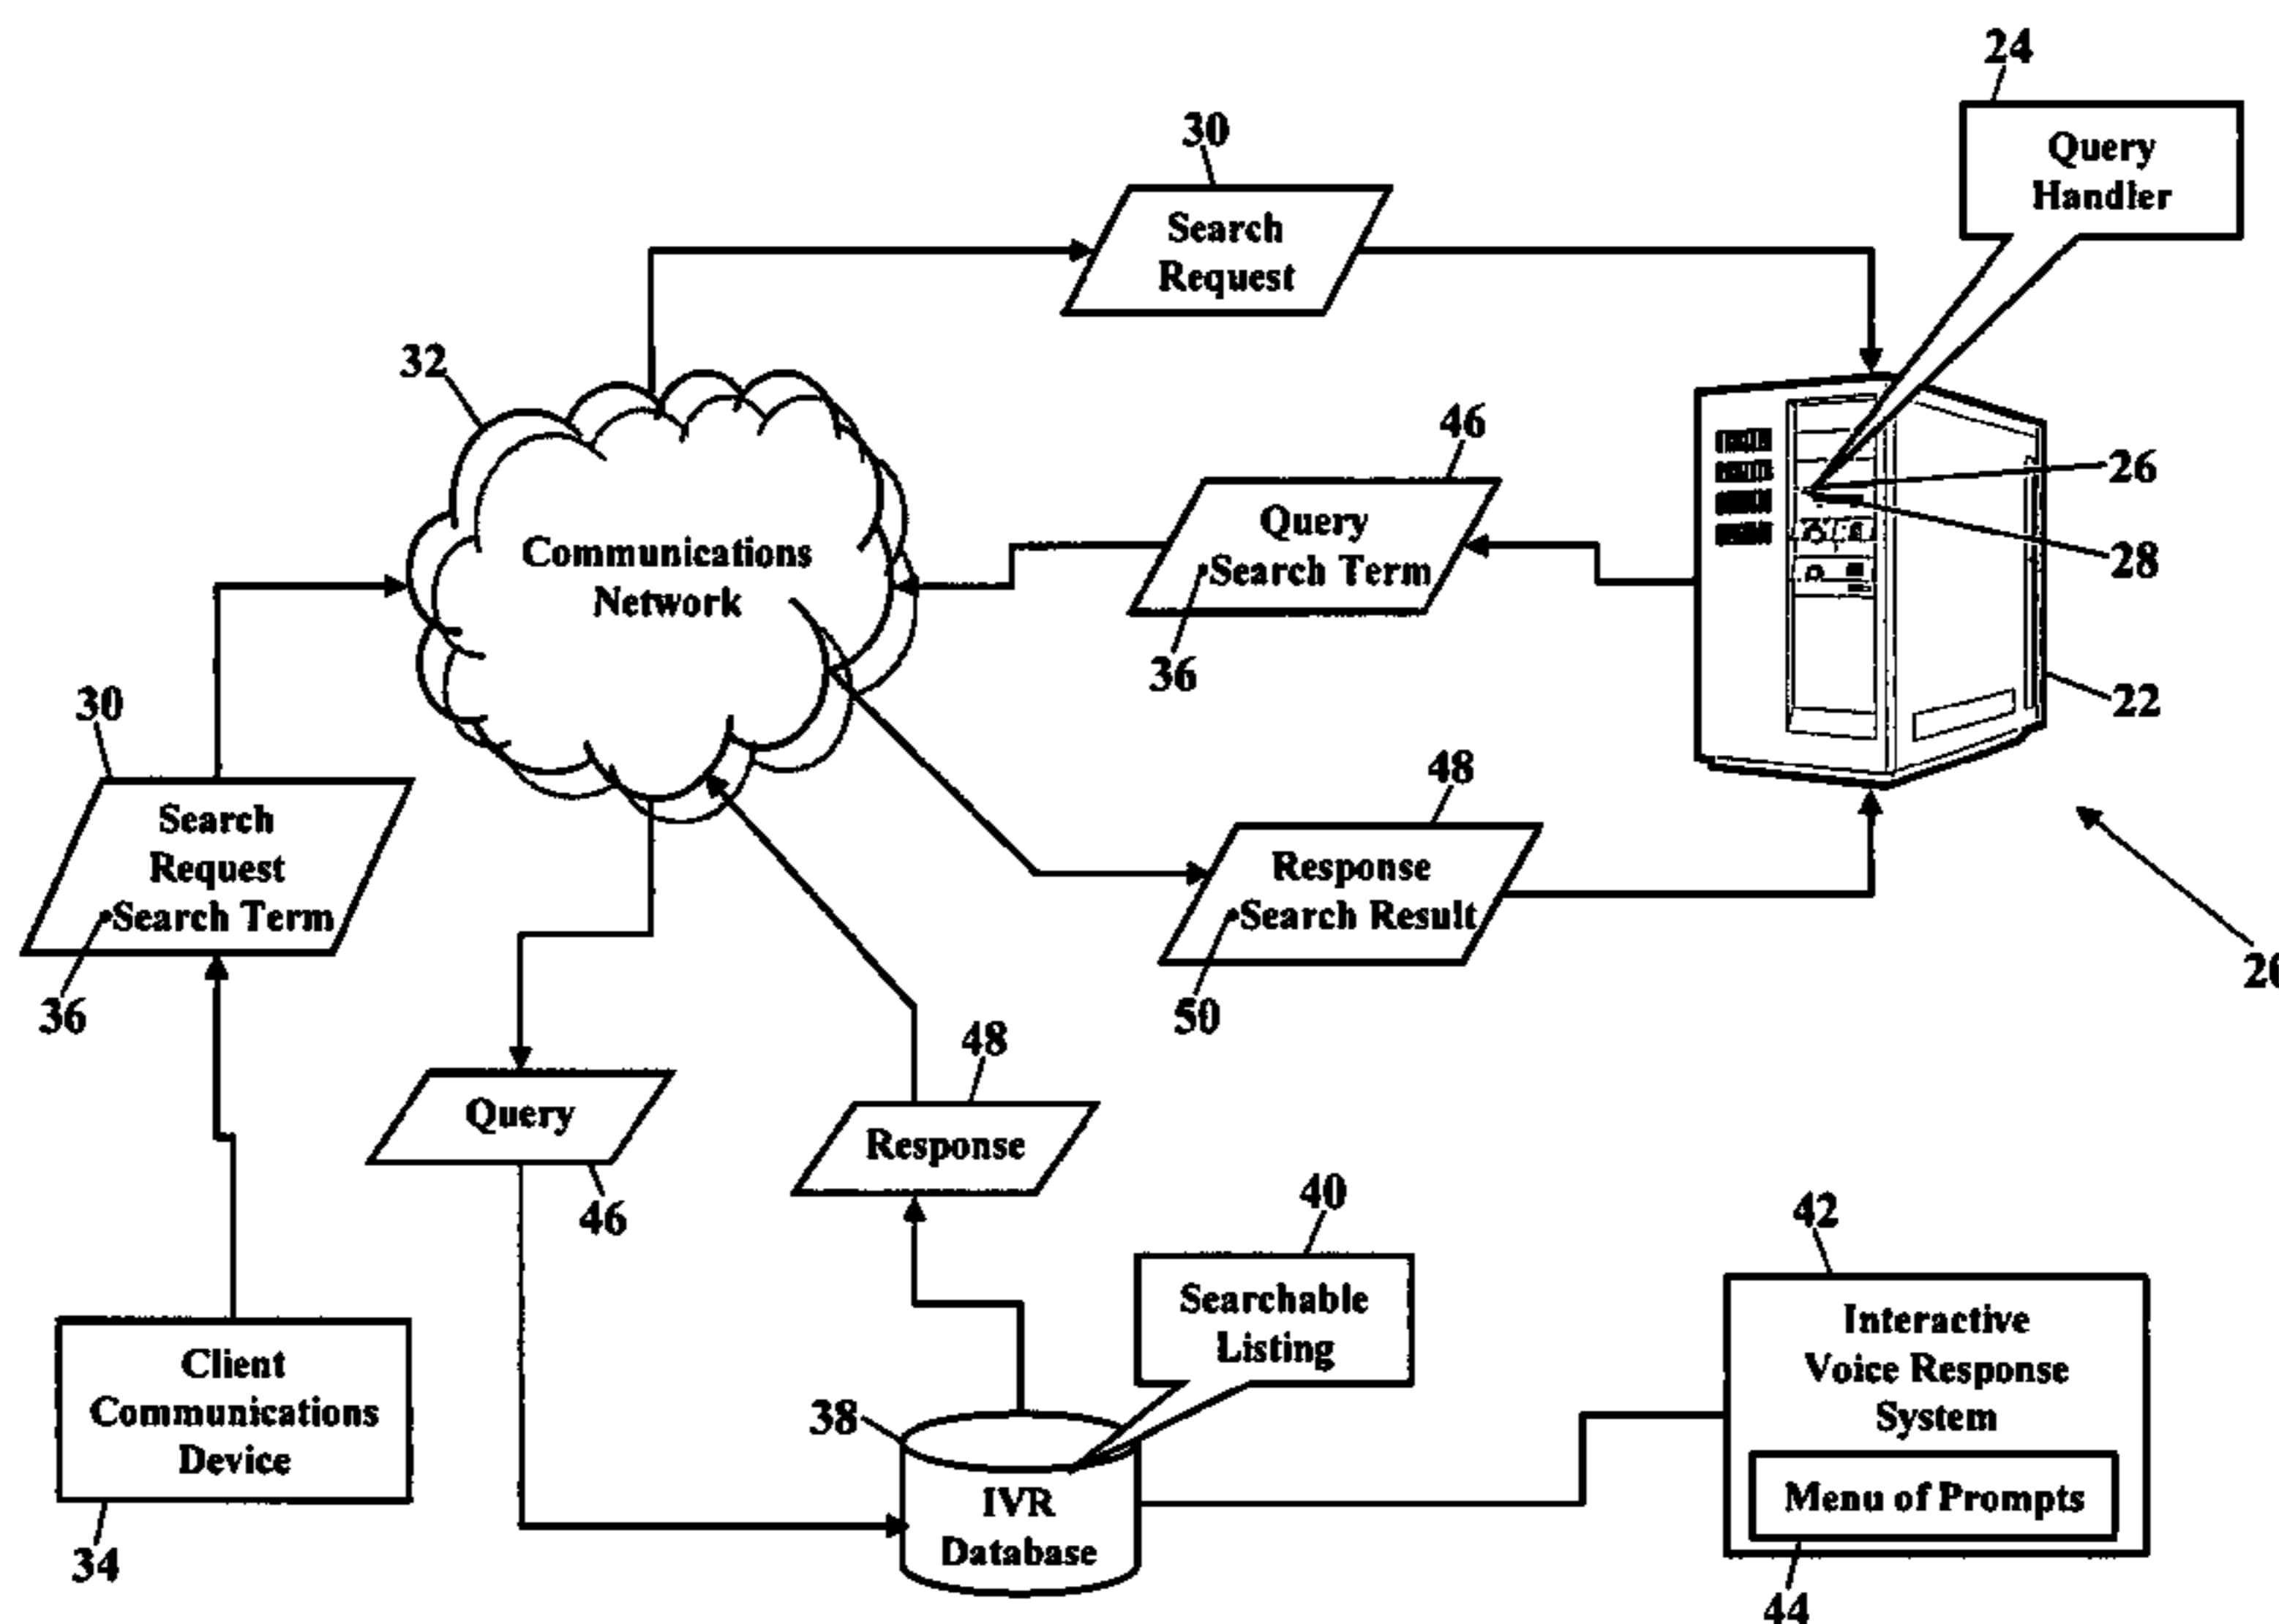 24
Query
Handler
30
Search
Request
32
46
Query
•Search Term
36
26
28
22
Communications
Network
30
Search
Request
•Search Term
36
48
Response
•Search Result
50
Query
46
48
Response
40
Searchable
Listing
42
Interactive
Voice Response
System
Menu of Prompts
44
Client
Communications
Device
34
38
IVR
Database